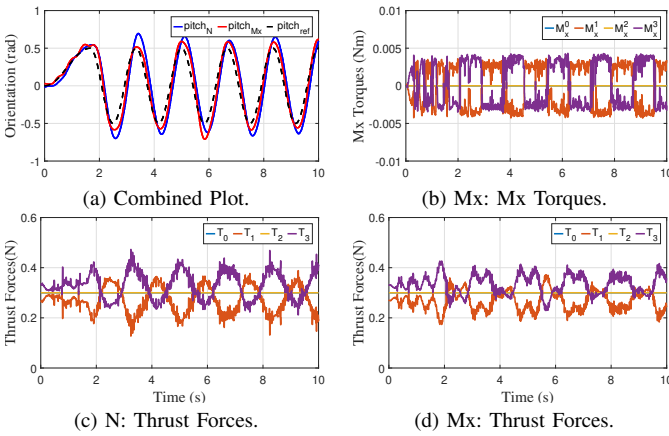 pitch_N pitch_Mx pitch_ref
1
0.5
0
-0.5
-1
Orientation (rad)
0 2 4 6 8 10
(a) Combined Plot.
M_x^0 M_x^1 M_x^2 M_x^3
0.01
0.005
0
-0.005
-0.01
Mx Torques (Nm)
0 2 4 6 8 10
(b) Mx: Mx Torques.
T_0 T_1 T_2 T_3
0.6
0.4
0.2
0
Thrust Forces(N)
0 2 4 6 8 10
Time (s)
(c) N: Thrust Forces.
T_0 T_1 T_2 T_3
0.6
0.4
0.2
0
Thrust Forces(N)
0 2 4 6 8 10
Time (s)
(d) Mx: Thrust Forces.